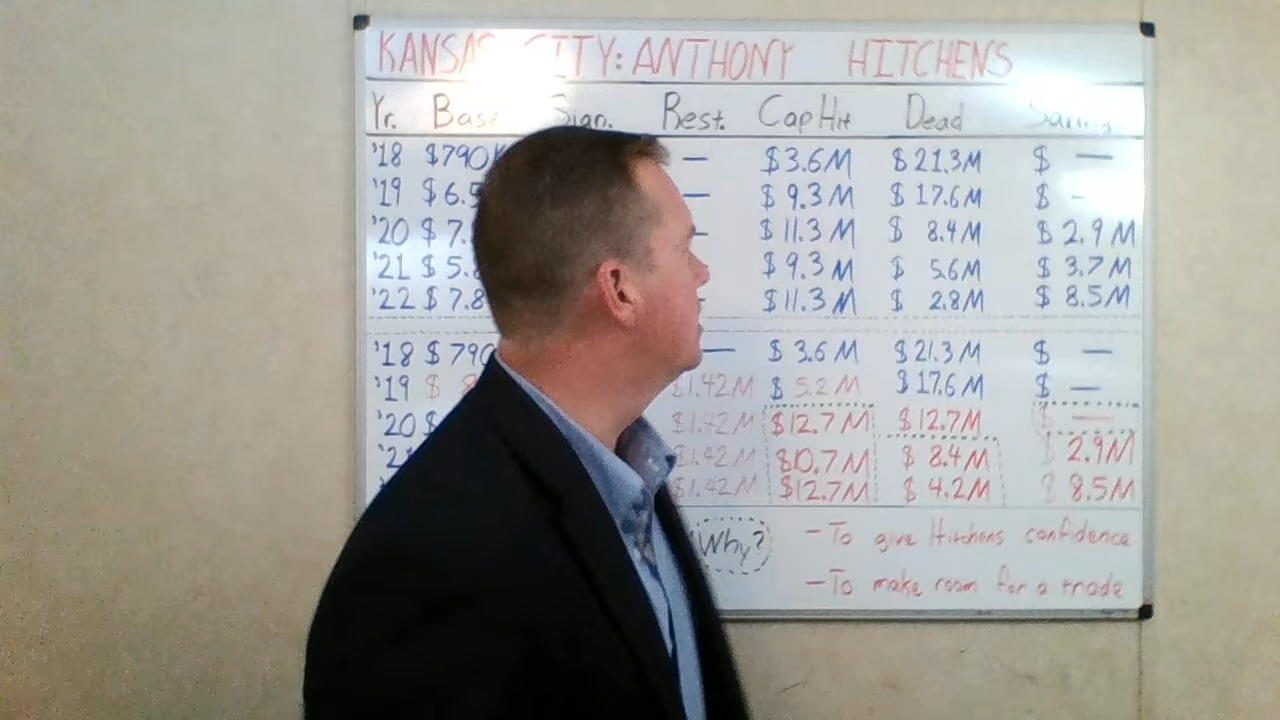 KANSAS CITY: ANTHONY HITCHENS
Yr. Base Sign. Rest. Cap Hit Dead
'18 $790K — $3.6M $21.3M $ —
'19 $6.5 — $9.3M $17.6M $ -
'20 $7. - $11.3M $8.4M $2.9M
'21 $5.8 $9.3M $5.6M $3.7M
'22 $7.8 - $11.3M $2.8M $8.5M
'18 $790 — $3.6M $21.3M $ —
'19 $ 8 $1.42M $5.2M $17.6M $ —
'20 $ $1.42M $12.7M $12.7M $ —
'2 $1.42M $10.7M $8.4M $2.9M
$1.42M $12.7M $4.2M $8.5M
Why? - To give Hitchens confidence
- To make room for a trade